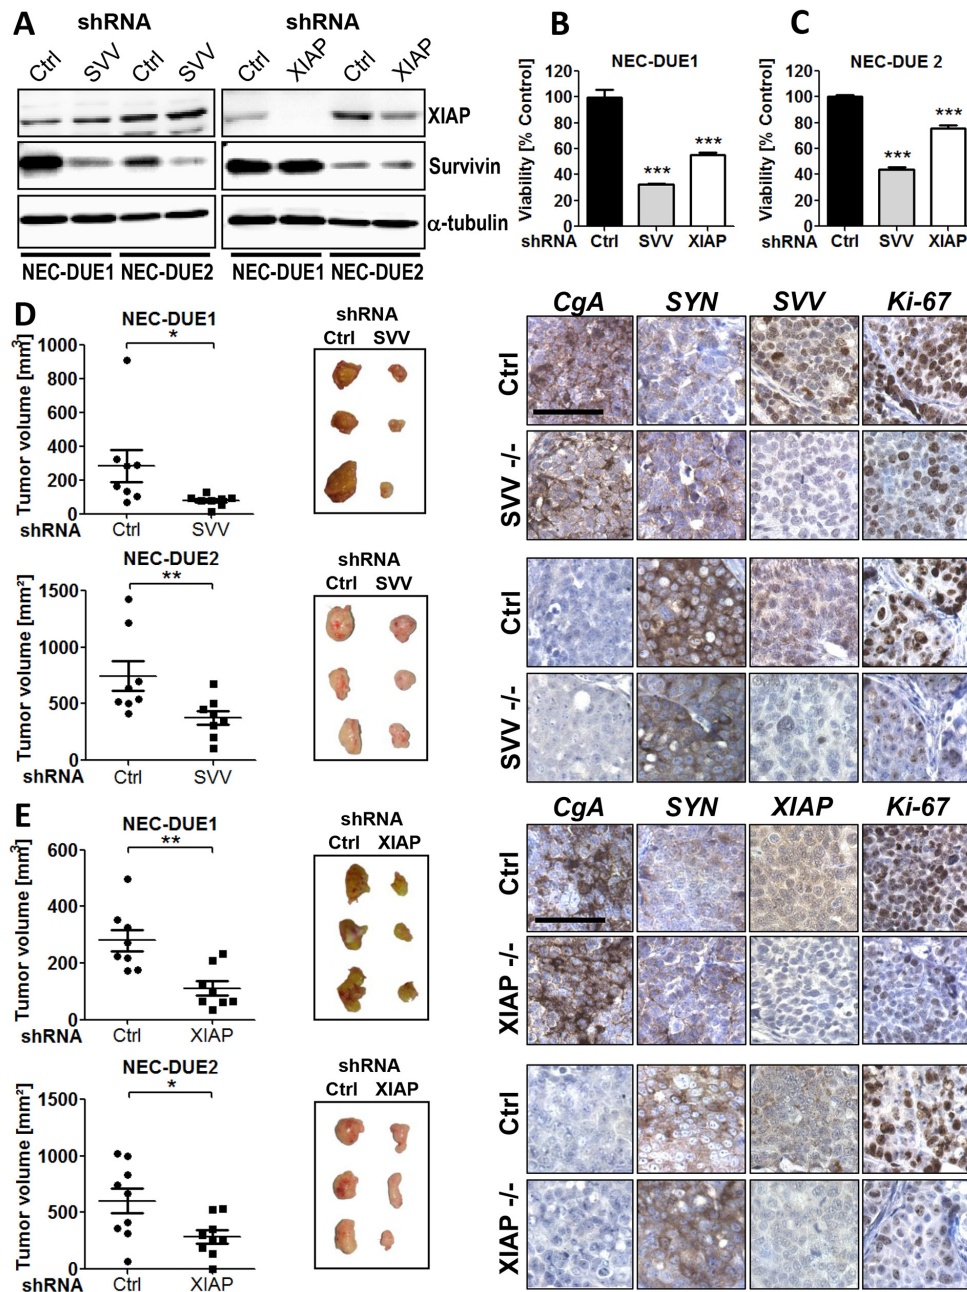 A
shRNA
shRNA
Ctrl
SVV
Ctrl
SVV
Ctrl
XIAP
Ctrl
XIAP
XIAP
Survivin
α-tubulin
NEC-DUE1
NEC-DUE2
NEC-DUE1
NEC-DUE2
B
NEC-DUE1
Viability [% Control]
120
100
80
60
40
20
0
***
***
shRNA
Ctrl
SVV
XIAP
C
NEC-DUE 2
Viability [% Control]
120
100
80
60
40
20
0
***
***
shRNA
Ctrl
SVV
XIAP
D
NEC-DUE1
*
Tumor volume [mm³]
1000
800
600
400
200
0
shRNA
Ctrl
SVV
shRNA
Ctrl SVV
NEC-DUE2
**
Tumor volume [mm²]
1500
1000
500
0
shRNA
Ctrl
SVV
shRNA
Ctrl SVV
CgA
SYN
SVV
Ki-67
Ctrl
SVV -/-
Ctrl
SVV -/-
E
NEC-DUE1
**
Tumor volume [mm³]
600
400
200
0
shRNA
Ctrl
XIAP
shRNA
Ctrl XIAP
NEC-DUE2
*
Tumor volume [mm²]
1500
1000
500
0
shRNA
Ctrl
XIAP
shRNA
Ctrl XIAP
CgA
SYN
XIAP
Ki-67
Ctrl
XIAP -/-
Ctrl
XIAP -/-